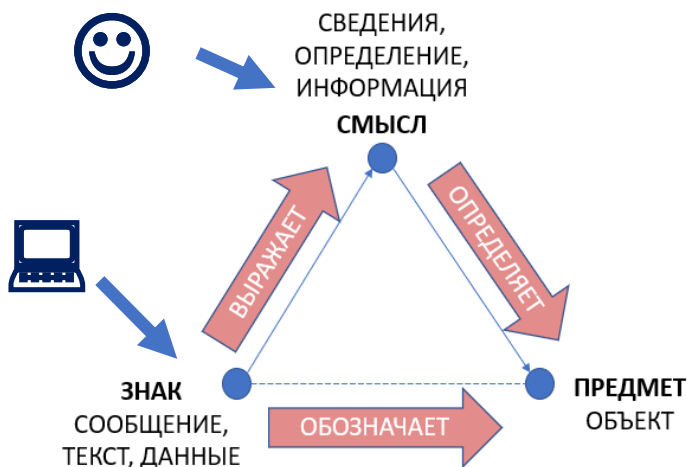 СВЕДЕНИЯ,
ОПРЕДЕЛЕНИЕ,
ИНФОРМАЦИЯ
СМЫСЛ
ВЫРАЖАЕТ
ОПРЕДЕЛЯЕТ
ЗНАК
СООБЩЕНИЕ,
ТЕКСТ, ДАННЫЕ
ОБОЗНАЧАЕТ
ПРЕДМЕТ
ОБЪЕКТ